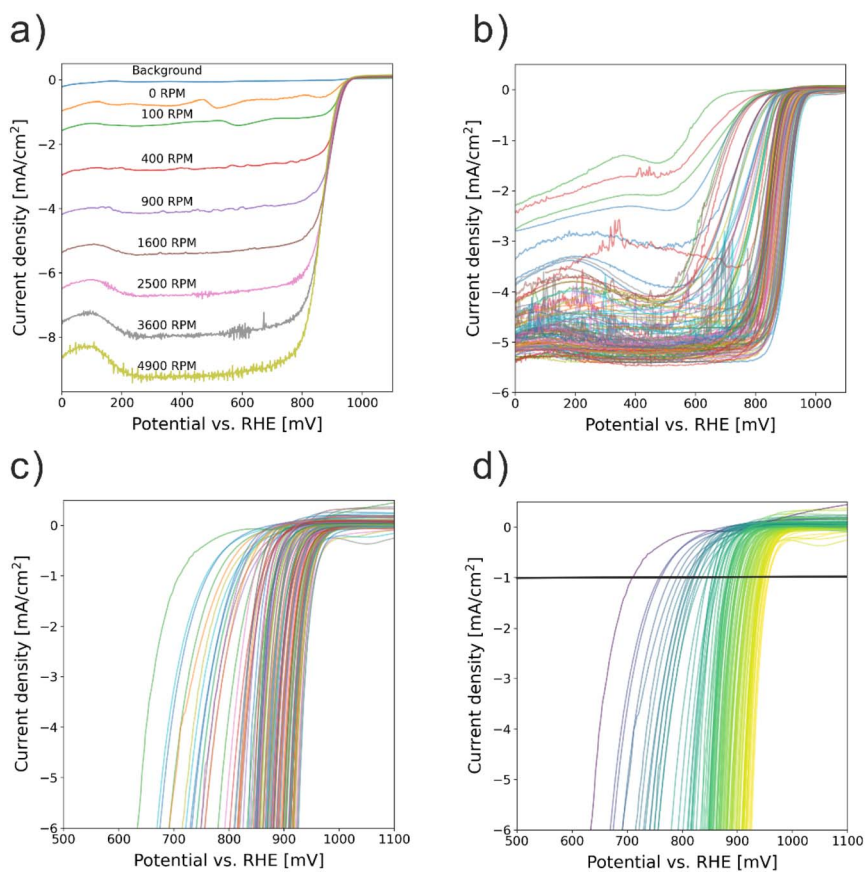 a)
Background
0 RPM
100 RPM
400 RPM
900 RPM
1600 RPM
2500 RPM
3600 RPM
4900 RPM
0
−2
−4
−6
−8
Current density [mA/cm²]
0 200 400 600 800 1000
Potential vs. RHE [mV]
b)
0
−1
−2
−3
−4
−5
−6
Current density [mA/cm²]
0 200 400 600 800 1000
Potential vs. RHE [mV]
c)
0
−1
−2
−3
−4
−5
−6
Current density [mA/cm²]
500 600 700 800 900 1000 1100
Potential vs. RHE [mV]
d)
0
−1
−2
−3
−4
−5
−6
Current density [mA/cm²]
500 600 700 800 900 1000 1100
Potential vs. RHE [mV]